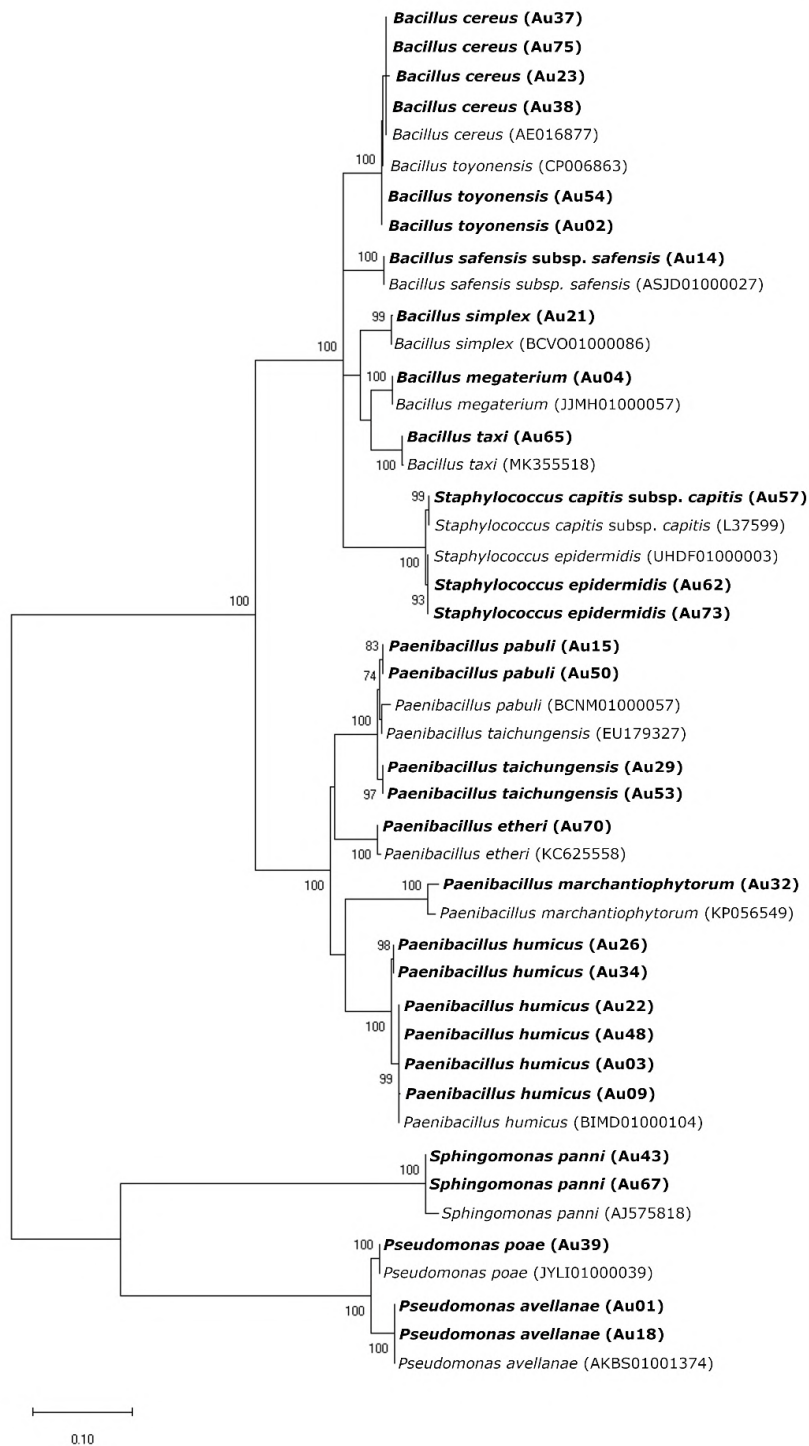 Bacillus cereus (Au37)
Bacillus cereus (Au75)
Bacillus cereus (Au23)
Bacillus cereus (Au38)
Bacillus cereus (AE016877)
100
Bacillus toyonensis (CP006863)
Bacillus toyonensis (Au54)
Bacillus toyonensis (Au02)
100
Bacillus safensis subsp. safensis (Au14)
Bacillus safensis subsp. safensis (ASJD01000027)
99
Bacillus simplex (Au21)
Bacillus simplex (BCVO01000086)
100
100
Bacillus megaterium (Au04)
Bacillus megaterium (JJMH01000057)
Bacillus taxi (Au65)
100
Bacillus taxi (MK355518)
99
Staphylococcus capitis subsp. capitis (Au57)
Staphylococcus capitis subsp. capitis (L37599)
100
Staphylococcus epidermidis (UHDF01000003)
Staphylococcus epidermidis (Au62)
93
100
Staphylococcus epidermidis (Au73)
83
Paenibacillus pabuli (Au15)
74
Paenibacillus pabuli (Au50)
Paenibacillus pabuli (BCNM01000057)
100
Paenibacillus taichungensis (EU179327)
Paenibacillus taichungensis (Au29)
97
Paenibacillus taichungensis (Au53)
Paenibacillus etheri (Au70)
100
Paenibacillus etheri (KC625558)
100
100
Paenibacillus marchantiophytorum (Au32)
Paenibacillus marchantiophytorum (KP056549)
98
Paenibacillus humicus (Au26)
Paenibacillus humicus (Au34)
Paenibacillus humicus (Au22)
100
Paenibacillus humicus (Au48)
Paenibacillus humicus (Au03)
99
Paenibacillus humicus (Au09)
Paenibacillus humicus (BIMD01000104)
Sphingomonas panni (Au43)
100
Sphingomonas panni (Au67)
Sphingomonas panni (AJ575818)
100
Pseudomonas poae (Au39)
Pseudomonas poae (JYLI01000039)
100
Pseudomonas avellanae (Au01)
Pseudomonas avellanae (Au18)
100
Pseudomonas avellanae (AKBS01001374)
0.10